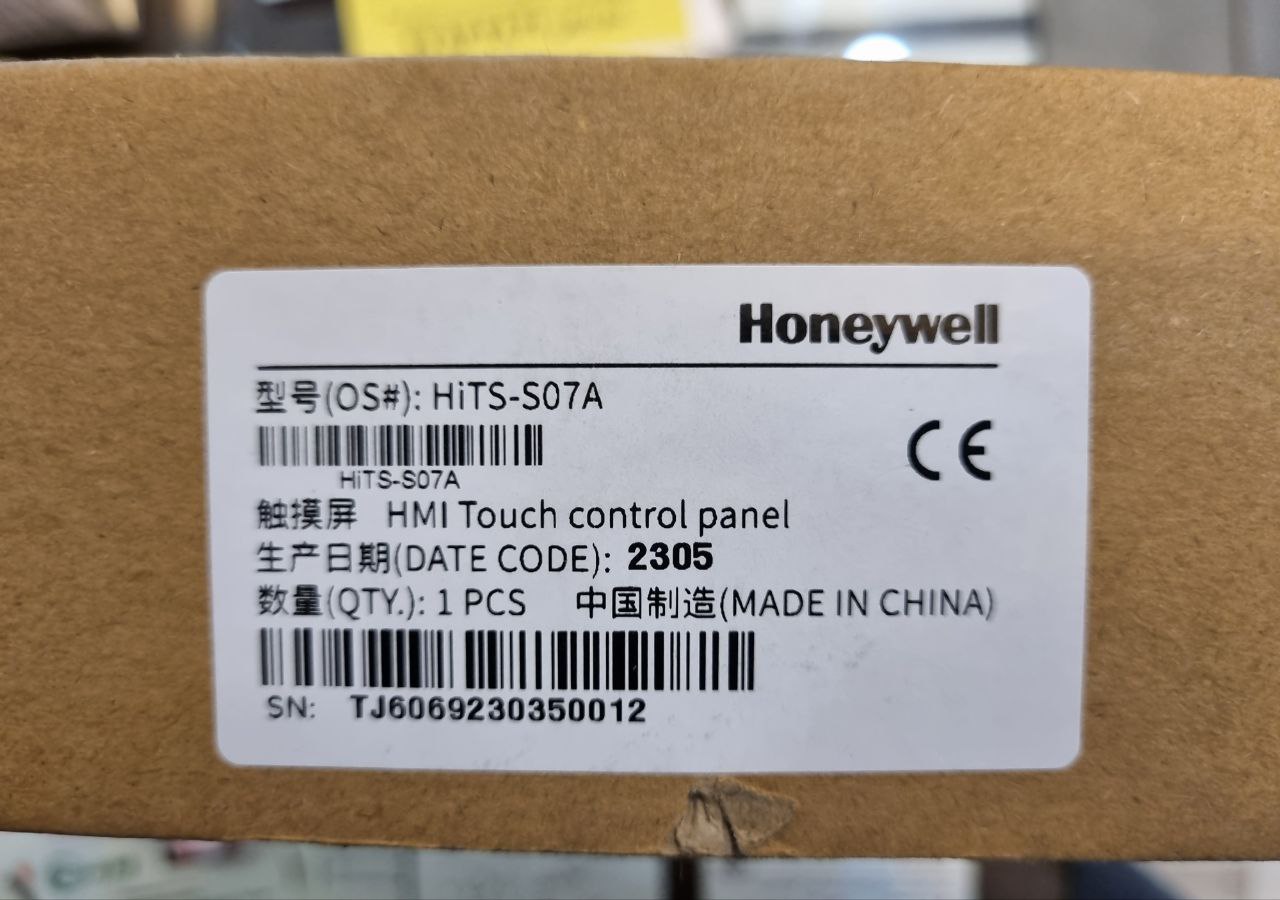 Honeywell
型号(OS#): HiTS-S07A
HiTS-S07A
触摸屏 HMI Touch control panel
生产日期(DATE CODE): 2305
数量(QTY.): 1 PCS 中国制造(MADE IN CHINA)
SN: TJ6069230350012